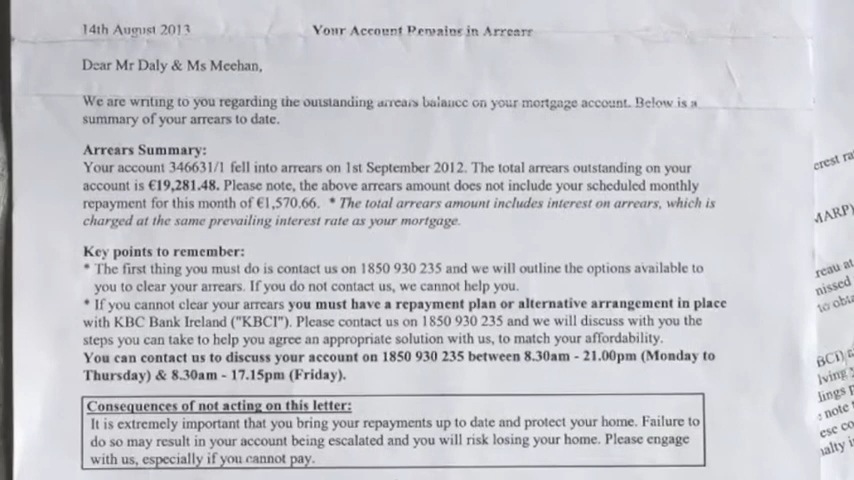 14th August 2013 Your Account Remains in Arrears
Dear Mr Daly & Ms Meehan,
We are writing to you regarding the outstanding arrears balance on your mortgage account. Below is a
summary of your arrears to date.
Arrears Summary:
Your account 346631/1 fell into arrears on 1st September 2012. The total arrears outstanding on your
account is €19,281.48. Please note, the above arrears amount does not include your scheduled monthly
repayment for this month of €1,570.66. * The total arrears amount includes interest on arrears, which is
charged at the same prevailing interest rate as your mortgage.
Key points to remember:
* The first thing you must do is contact us on 1850 930 235 and we will outline the options available to
you to clear your arrears. If you do not contact us, we cannot help you.
* If you cannot clear your arrears you must have a repayment plan or alternative arrangement in place
with KBC Bank Ireland ("KBCI"). Please contact us on 1850 930 235 and we will discuss with you the
steps you can take to help you agree an appropriate solution with us, to match your affordability.
You can contact us to discuss your account on 1850 930 235 between 8.30am - 21.00pm (Monday to
Thursday) & 8.30am - 17.15pm (Friday).
Consequences of not acting on this letter:
It is extremely important that you bring your repayments up to date and protect your home. Failure to
do so may result in your account being escalated and you will risk losing your home. Please engage
with us, especially if you cannot pay.
erest ra
MARP)
reau at
nissed
to obta
lving
lings p
note
ese co
alty i